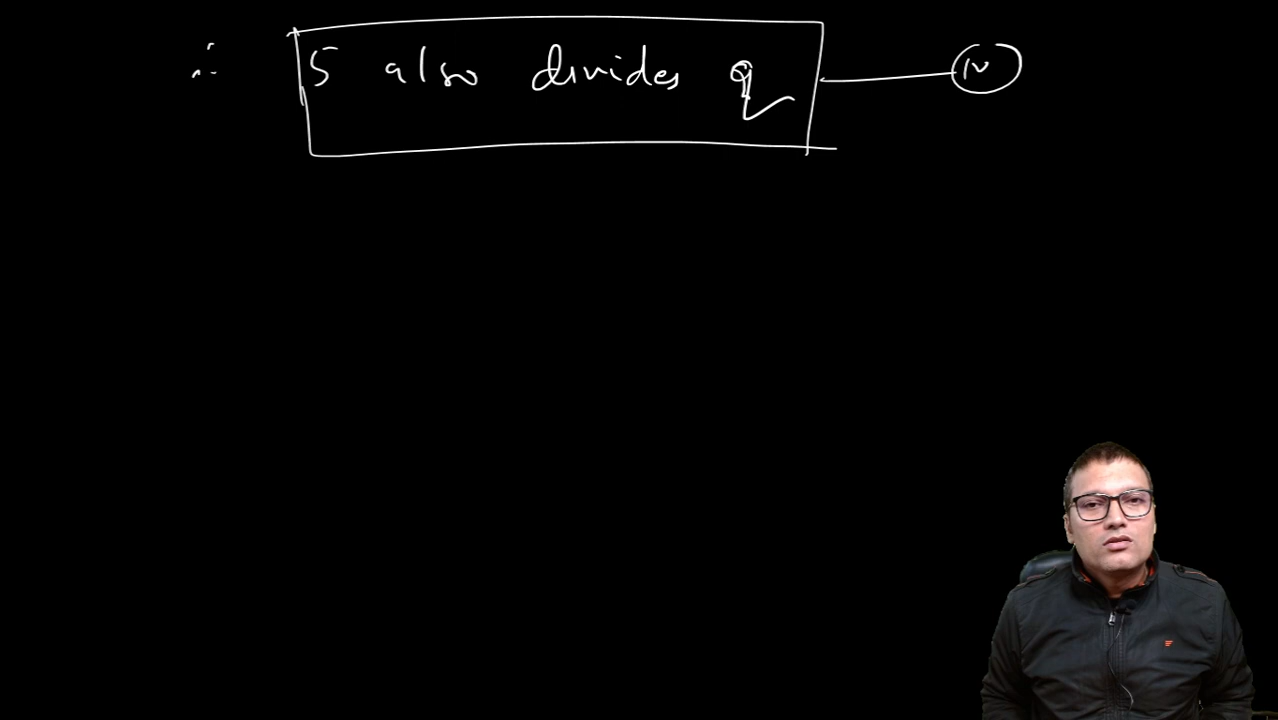 ∴ 5 also divides q — (iv)